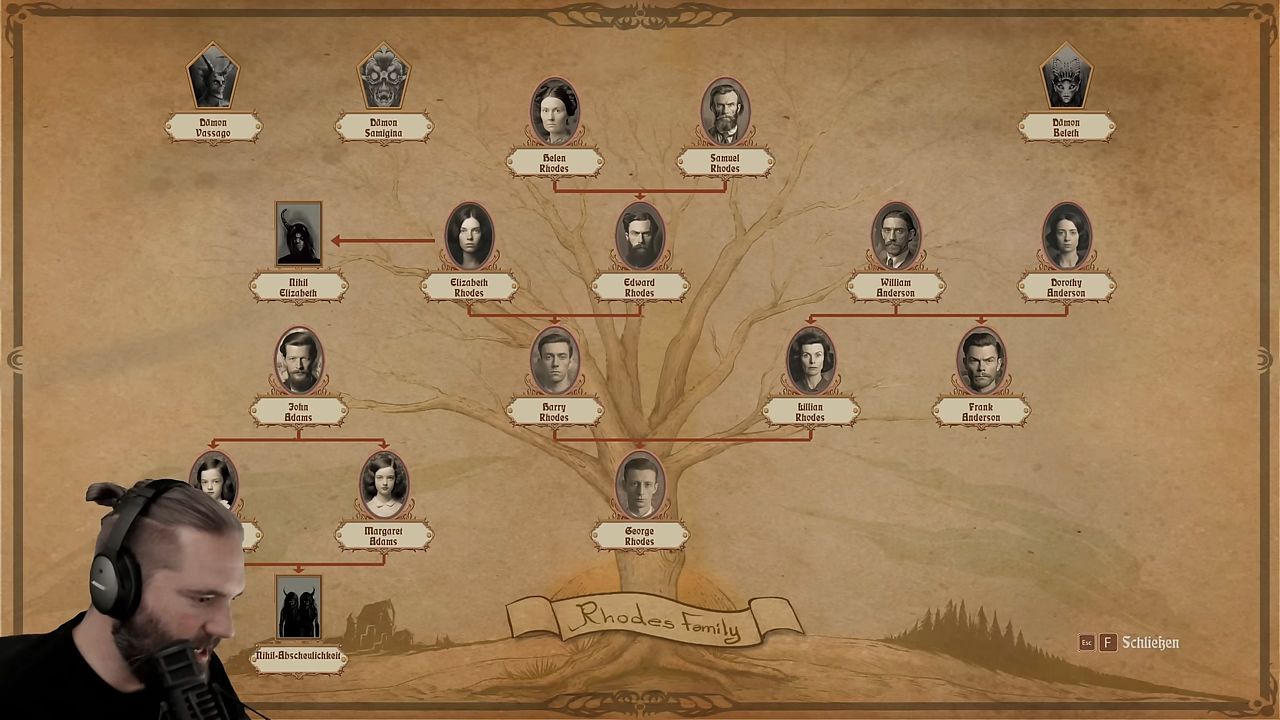 Dämon
Vassago
Dämon
Samigina
Helen
Rhodes
Samuel
Rhodes
Dämon
Beleth
Nihil
Elizabeth
Elizabeth
Rhodes
Edward
Rhodes
William
Anderson
Dorothy
Anderson
John
Adams
Harry
Rhodes
Lillian
Rhodes
Frank
Anderson
Margaret
Adams
George
Rhodes
Rhodes Family
Esc F Schließen
Nihil-Abscheulichkeit